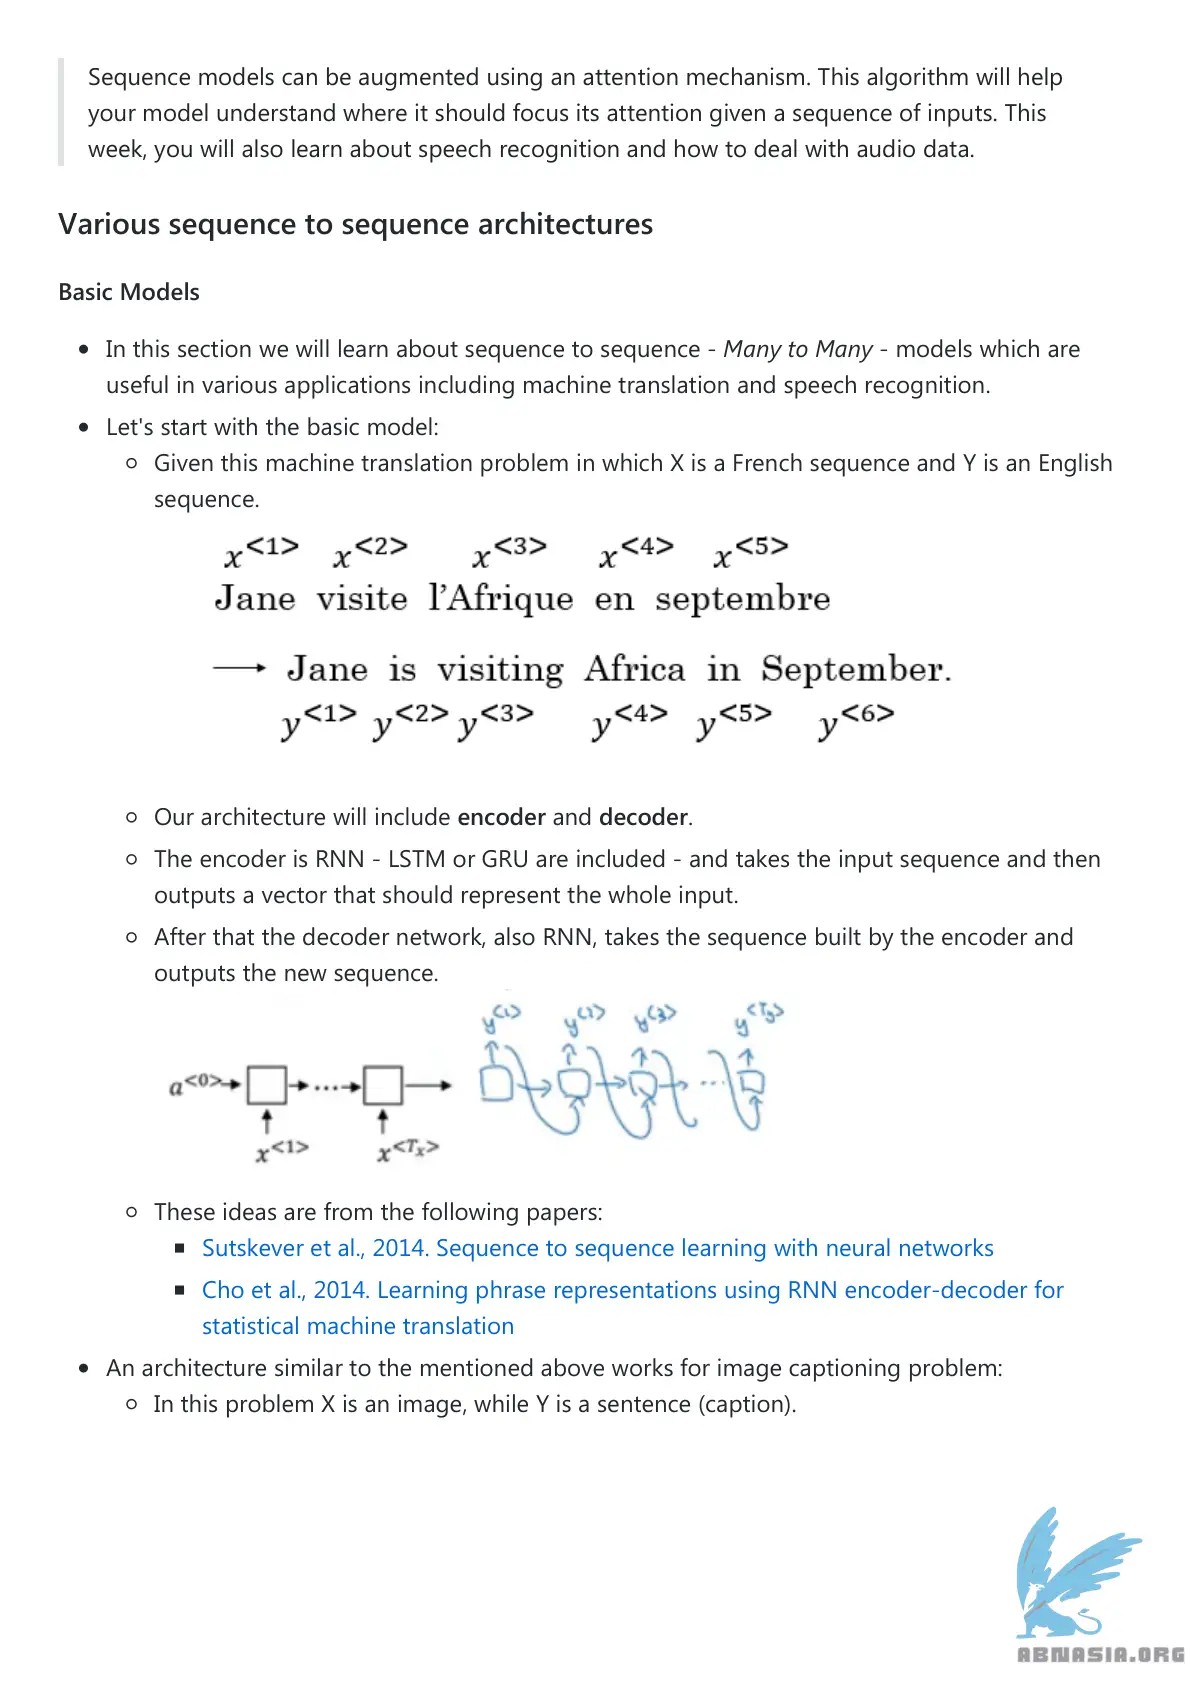 Sequence models can be augmented using an attention mechanism. This algorithm will help
your model understand where it should focus its attention given a sequence of inputs. This
week, you will also learn about speech recognition and how to deal with audio data.
Various sequence to sequence architectures
Basic Models
• In this section we will learn about sequence to sequence - Many to Many - models which are
useful in various applications including machine translation and speech recognition.
• Let's start with the basic model:
○ Given this machine translation problem in which X is a French sequence and Y is an English
sequence.
x<1> x<2> x<3> x<4> x<5>
Jane visite l'Afrique en septembre
→ Jane is visiting Africa in September.
y<1> y<2> y<3> y<4> y<5> y<6>
○ Our architecture will include encoder and decoder.
○ The encoder is RNN - LSTM or GRU are included - and takes the input sequence and then
outputs a vector that should represent the whole input.
○ After that the decoder network, also RNN, takes the sequence built by the encoder and
outputs the new sequence.
y<1> y<2> y<3> y<Ty>
a<0> → → ... → →
... 
x<1> x<Tx>
○ These ideas are from the following papers:
■ Sutskever et al., 2014. Sequence to sequence learning with neural networks
■ Cho et al., 2014. Learning phrase representations using RNN encoder-decoder for
statistical machine translation
• An architecture similar to the mentioned above works for image captioning problem:
○ In this problem X is an image, while Y is a sentence (caption).
ABNASIA.ORG